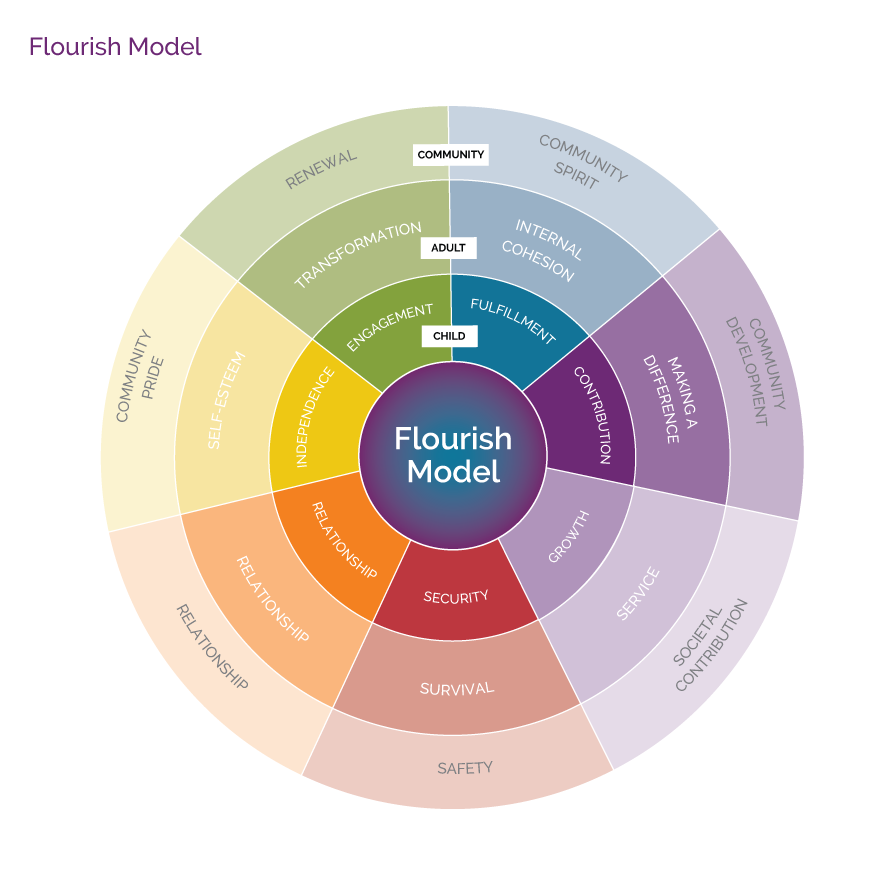 Flourish Model
COMMUNITY
ADULT
CHILD
Flourish
Model
RENEWAL
TRANSFORMATION
ENGAGEMENT
COMMUNITY
SPIRIT
INTERNAL
COHESION
FULFILLMENT
COMMUNITY
DEVELOPMENT
MAKING A
DIFFERENCE
CONTRIBUTION
SOCIETAL
CONTRIBUTION
SERVICE
GROWTH
SAFETY
SURVIVAL
SECURITY
RELATIONSHIP
RELATIONSHIP
RELATIONSHIP
COMMUNITY
PRIDE
SELF-ESTEEM
INDEPENDENCE